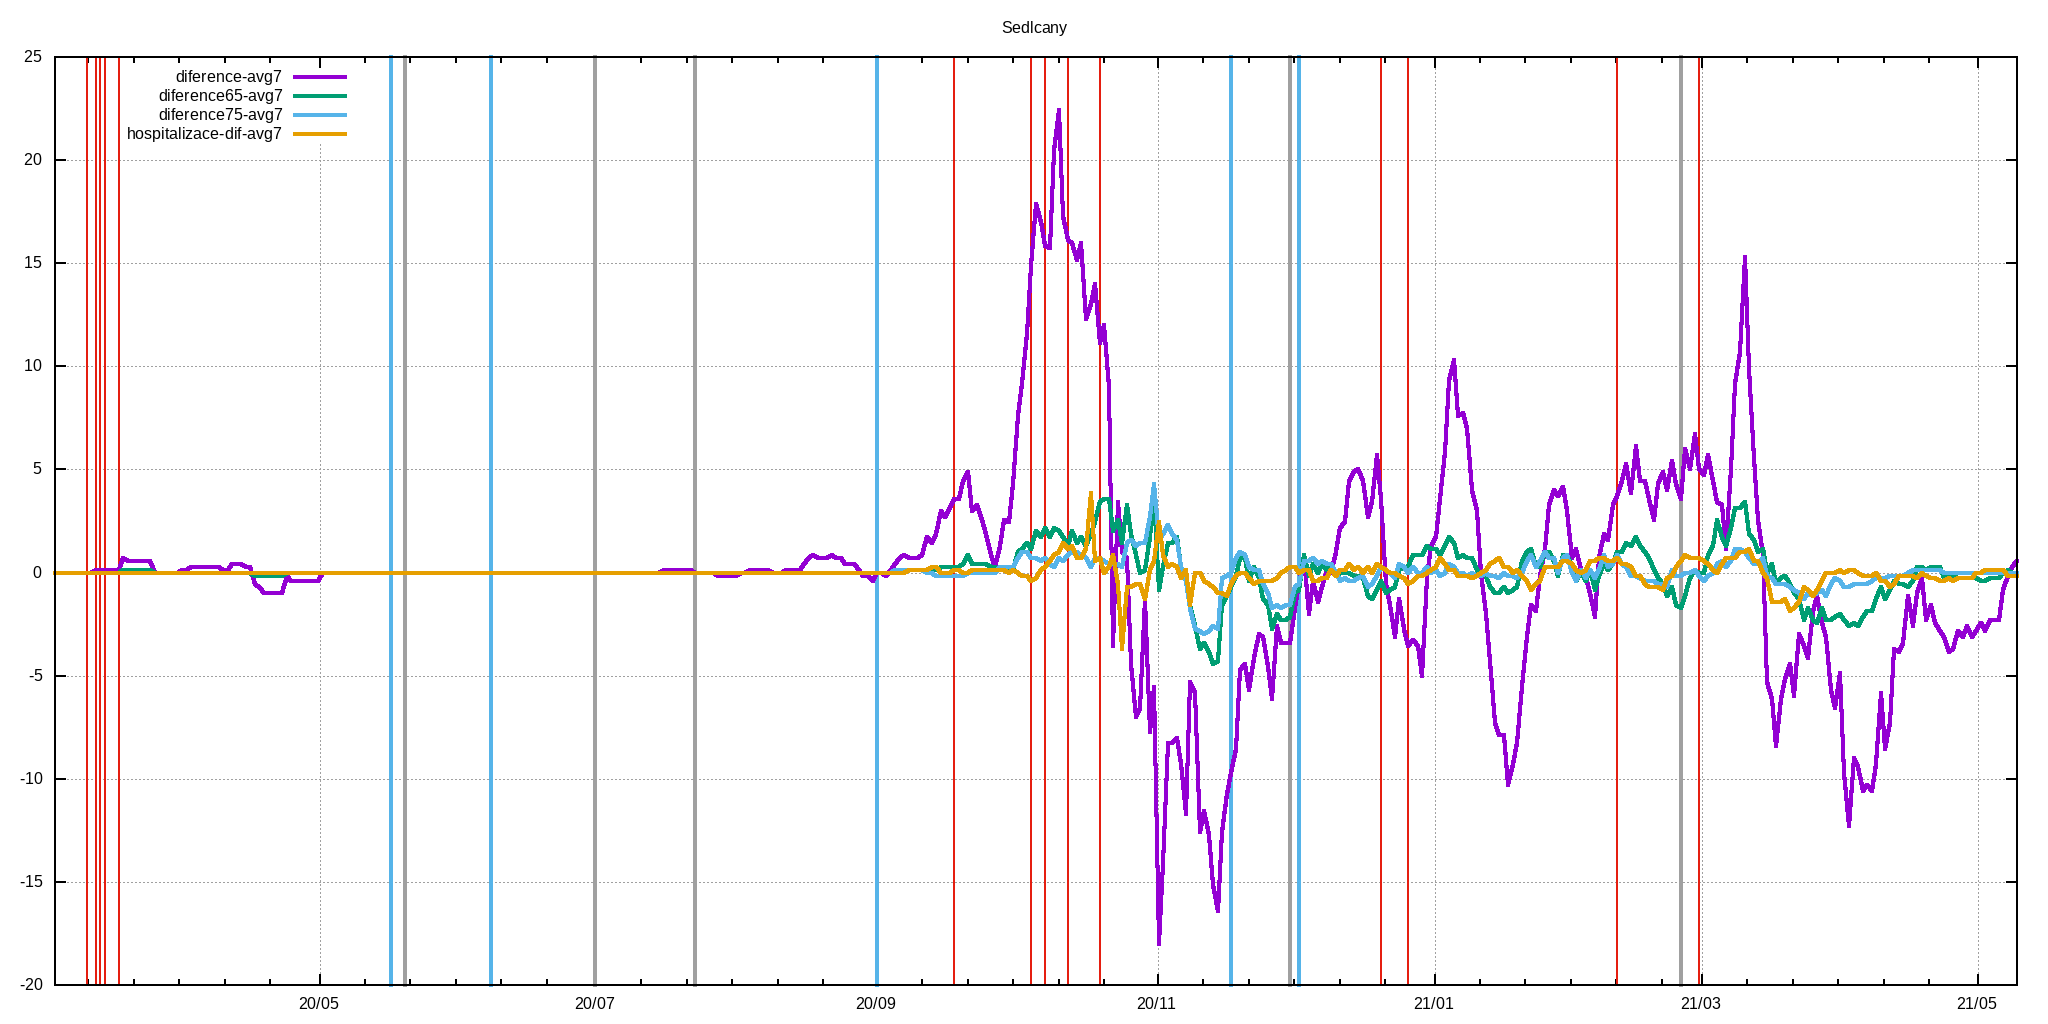 Sedlcany
diference-avg7
diference65-avg7
diference75-avg7
hospitalizace-dif-avg7
25
20
15
10
5
0
-5
-10
-15
-20
20/05 20/07 20/09 20/11 21/01 21/03 21/05